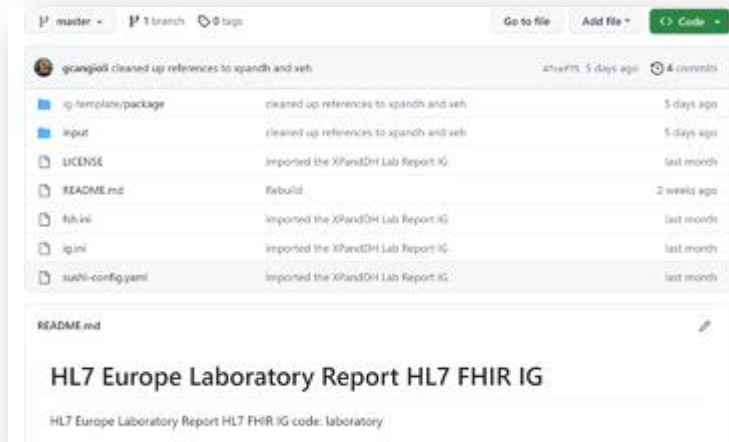 master 1 branch 0 tags Go to file Add file Code
gcangioli cleaned up references to xpandh and xeh 5 days ago 4 commits
ig-template/package cleaned up references to xpandh and xeh 5 days ago
input cleaned up references to xpandh and xeh 5 days ago
LICENSE imported the XPandDH Lab Report IG last month
README.md Rebuild 2 weeks ago
fsh.ini imported the XPandDH Lab Report IG last month
ig.ini imported the XPandDH Lab Report IG last month
sushi-config.yaml imported the XPandDH Lab Report IG last month
README.md
HL7 Europe Laboratory Report HL7 FHIR IG
HL7 Europe Laboratory Report HL7 FHIR IG code: laboratory